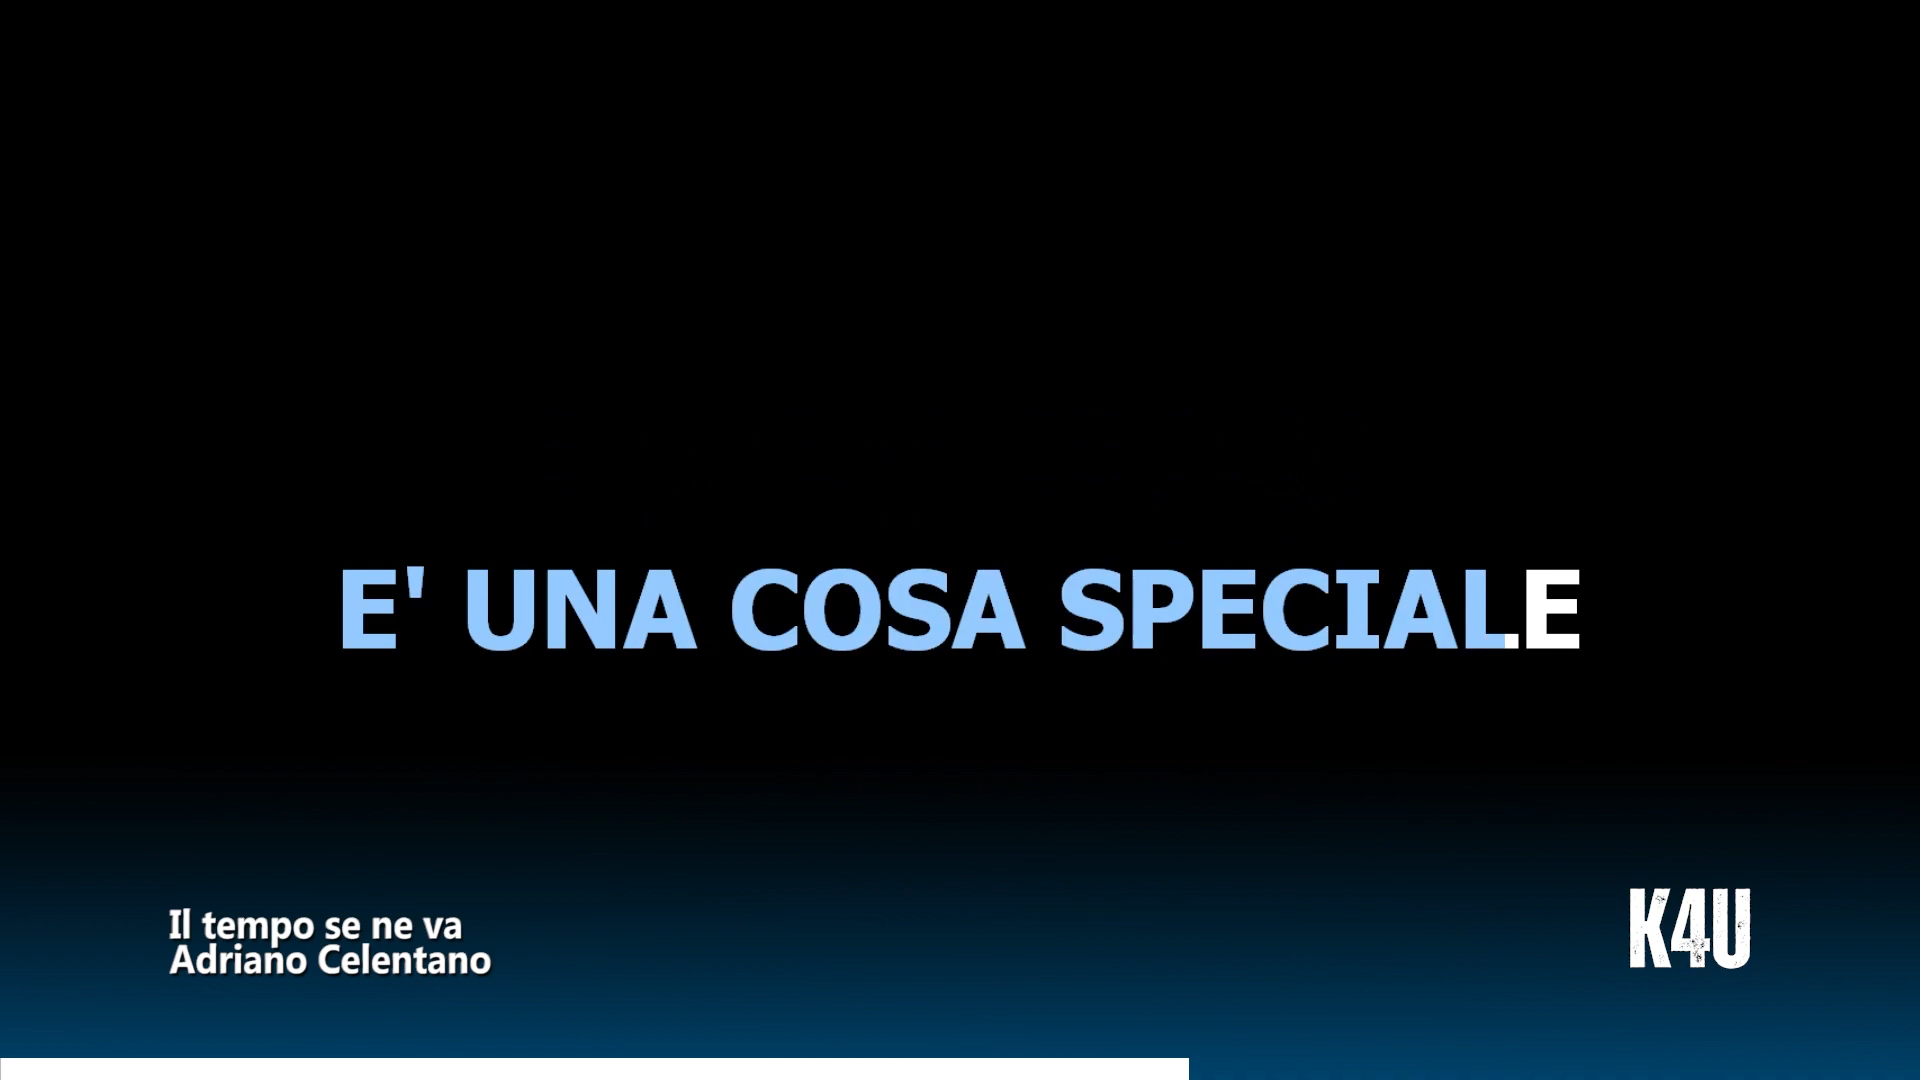 E' UNA COSA SPECIALE
Il tempo se ne va
Adriano Celentano
K4U